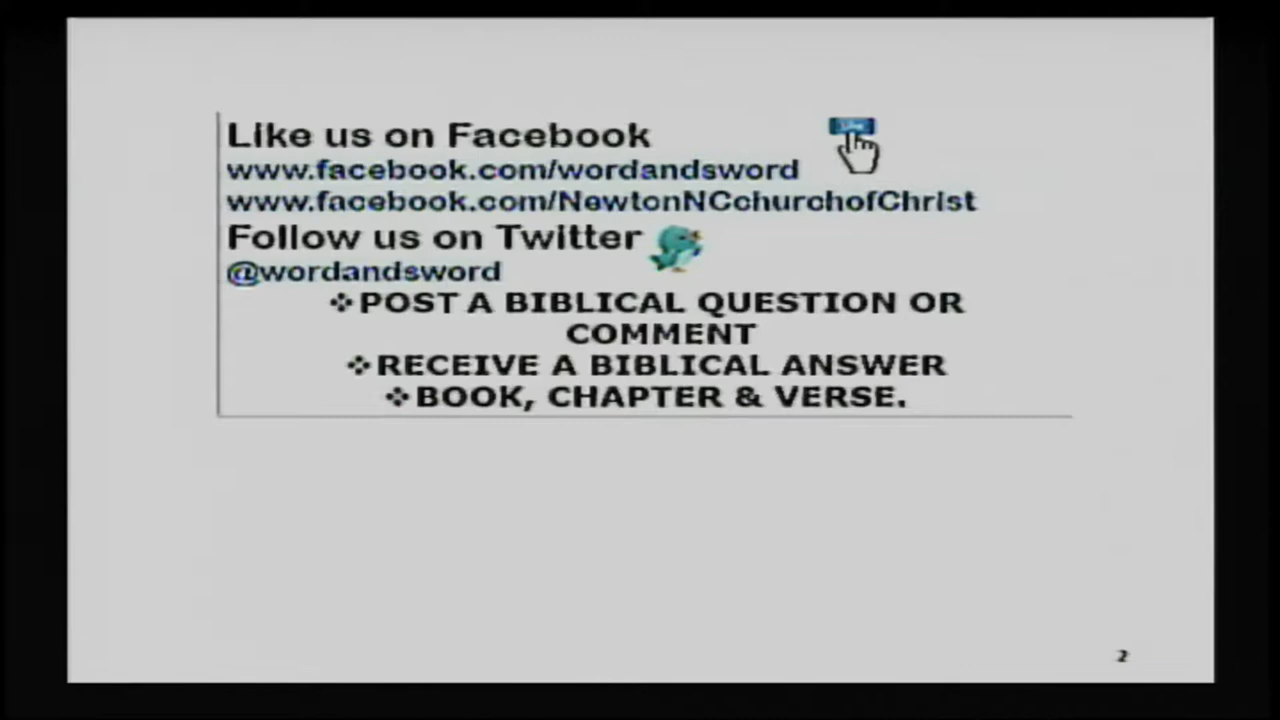 Like us on Facebook
www.facebook.com/wordandsword
www.facebook.com/NewtonNCchurchofChrist
Follow us on Twitter
@wordandsword
❖POST A BIBLICAL QUESTION OR
COMMENT
❖RECEIVE A BIBLICAL ANSWER
❖BOOK, CHAPTER & VERSE.
2